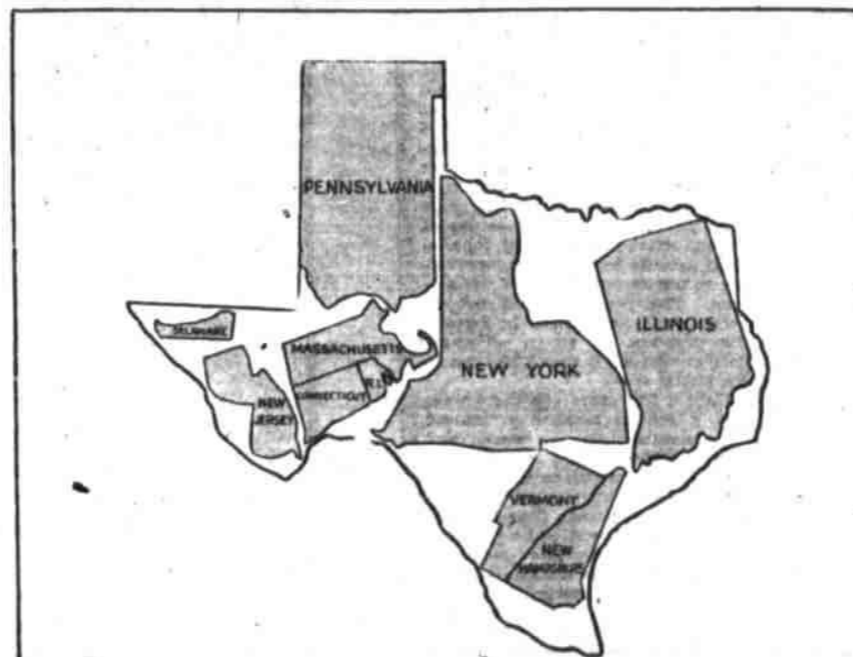 PENNSYLVANIA
DELAWARE
MASSACHUSETTS
ILLINOIS
CONNECTICUT
R.I.
NEW YORK
NEW
JERSEY
VERMONT
NEW
HAMPSHIRE